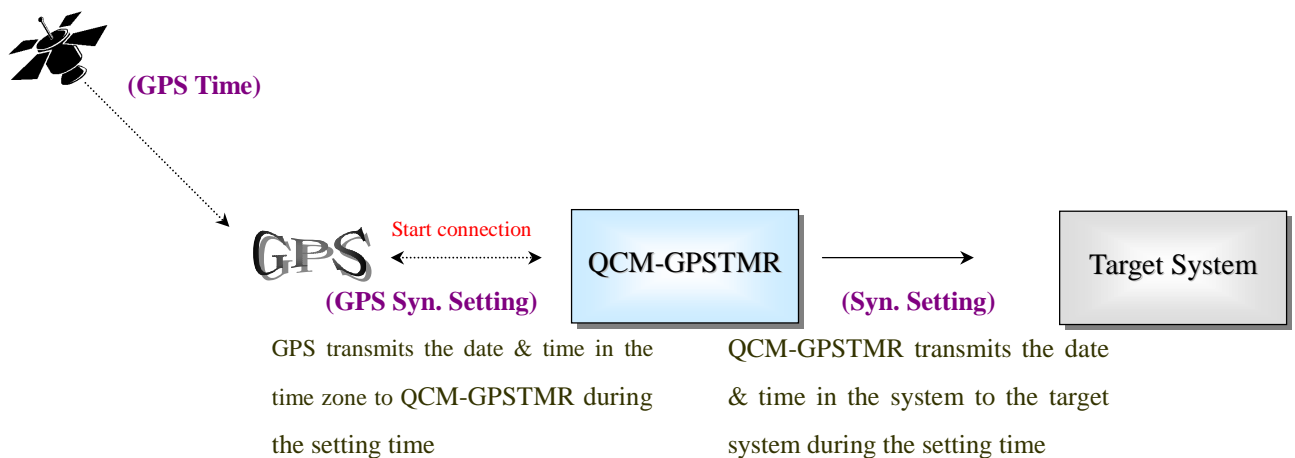 (GPS Time)
GPS
Start connection
QCM-GPSTMR
Target System
(GPS Syn. Setting)
(Syn. Setting)
GPS transmits the date & time in the
time zone to QCM-GPSTMR during
the setting time
QCM-GPSTMR transmits the date
& time in the system to the target
system during the setting time